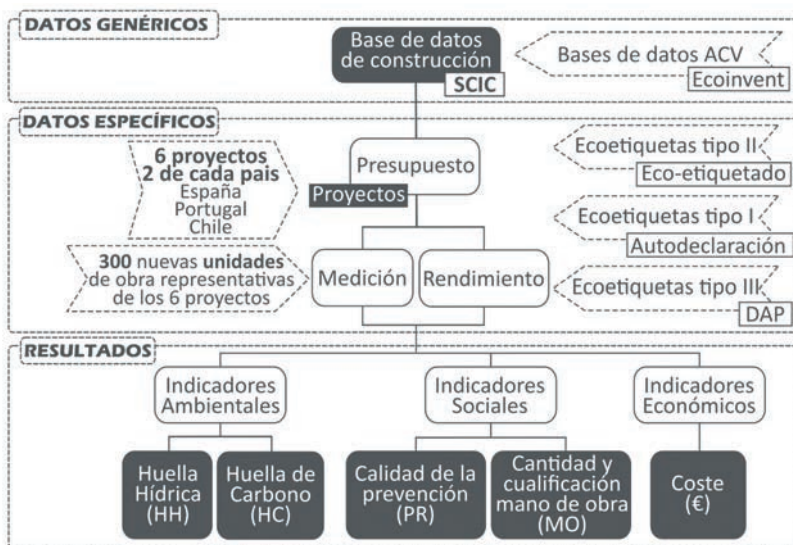 DATOS GENÉRICOS
Base de datos
de construcción
SCIC
Bases de datos ACV
Ecoinvent
DATOS ESPECÍFICOS
6 proyectos
2 de cada pais
España
Portugal
Chile
Presupuesto
Proyectos
Ecoetiquetas tipo II
Eco-etiquetado
Ecoetiquetas tipo I
Autodeclaración
300 nuevas unidades
de obra representativas
de los 6 proyectos
Medición
Rendimiento
Ecoetiquetas tipo III
DAP
RESULTADOS
Indicadores
Ambientales
Indicadores
Sociales
Indicadores
Económicos
Huella
Hídrica
(HH)
Huella de
Carbono
(HC)
Calidad de la
prevención
(PR)
Cantidad y
cualificación
mano de obra
(MO)
Coste
(€)